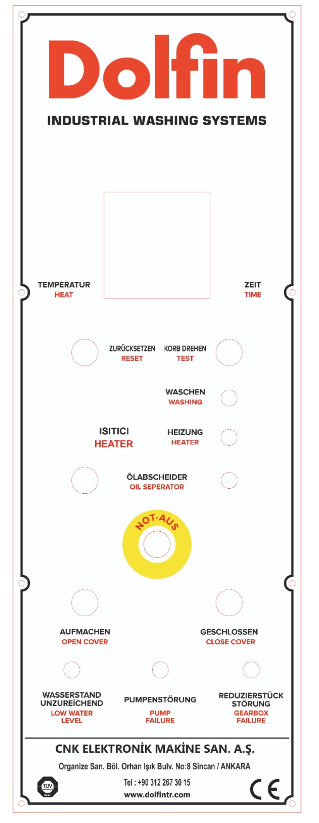 Dolfin
INDUSTRIAL WASHING SYSTEMS
TEMPERATUR
HEAT
ZEIT
TIME
ZURÜCKSETZEN
RESET
KORB DREHEN
TEST
WASCHEN
WASHING
ISITICI
HEATER
HEIZUNG
HEATER
ÖLABSCHEIDER
OIL SEPERATOR
NOT-AUS
AUFMACHEN
OPEN COVER
GESCHLOSSEN
CLOSE COVER
WASSERSTAND
UNZUREICHEND
LOW WATER
LEVEL
PUMPENSTÖRUNG
PUMP
FAILURE
REDUZIERSTÜCK
STÖRUNG
GEARBOX
FAILURE
CNK ELEKTRONİK MAKİNE SAN. A.Ş.
Organize San. Böl. Orhan Işık Bulv. No:8 Sincan / ANKARA
Tel : +90 312 267 30 15
www.dolfintr.com
TÜV
CE